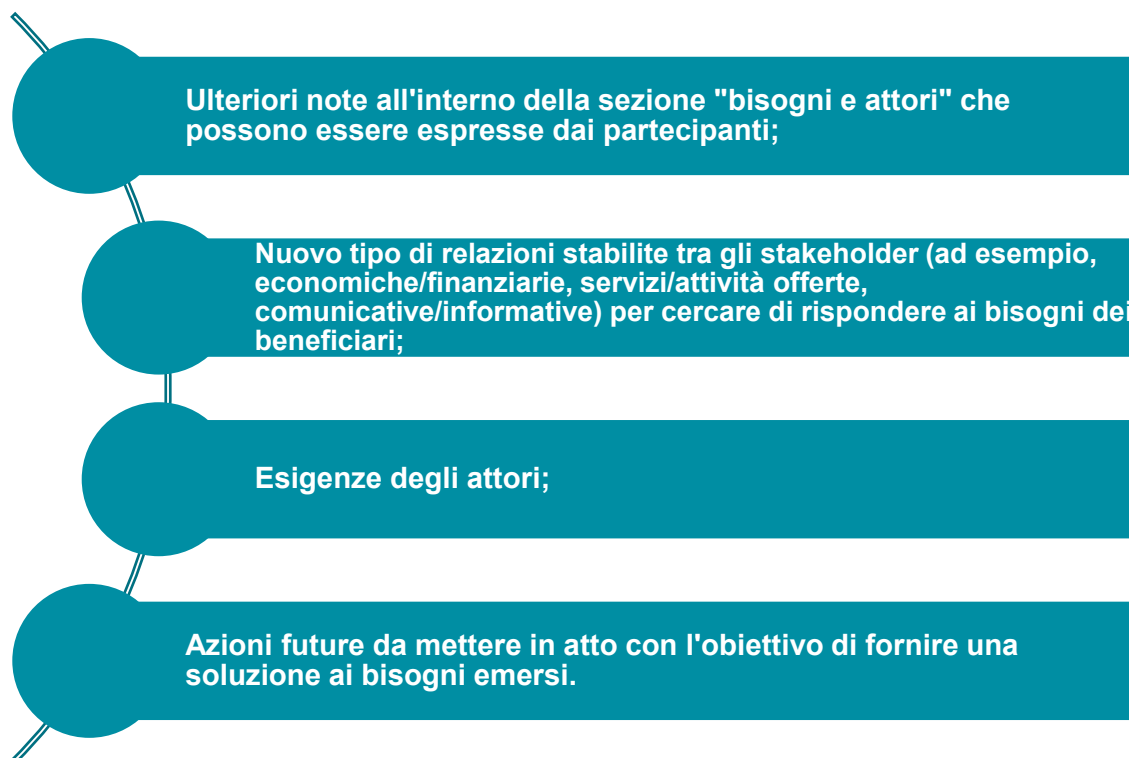 Ulteriori note all'interno della sezione "bisogni e attori" che
possono essere espresse dai partecipanti;
Nuovo tipo di relazioni stabilite tra gli stakeholder (ad esempio,
economiche/finanziarie, servizi/attività offerte,
comunicative/informative) per cercare di rispondere ai bisogni dei
beneficiari;
Esigenze degli attori;
Azioni future da mettere in atto con l'obiettivo di fornire una
soluzione ai bisogni emersi.